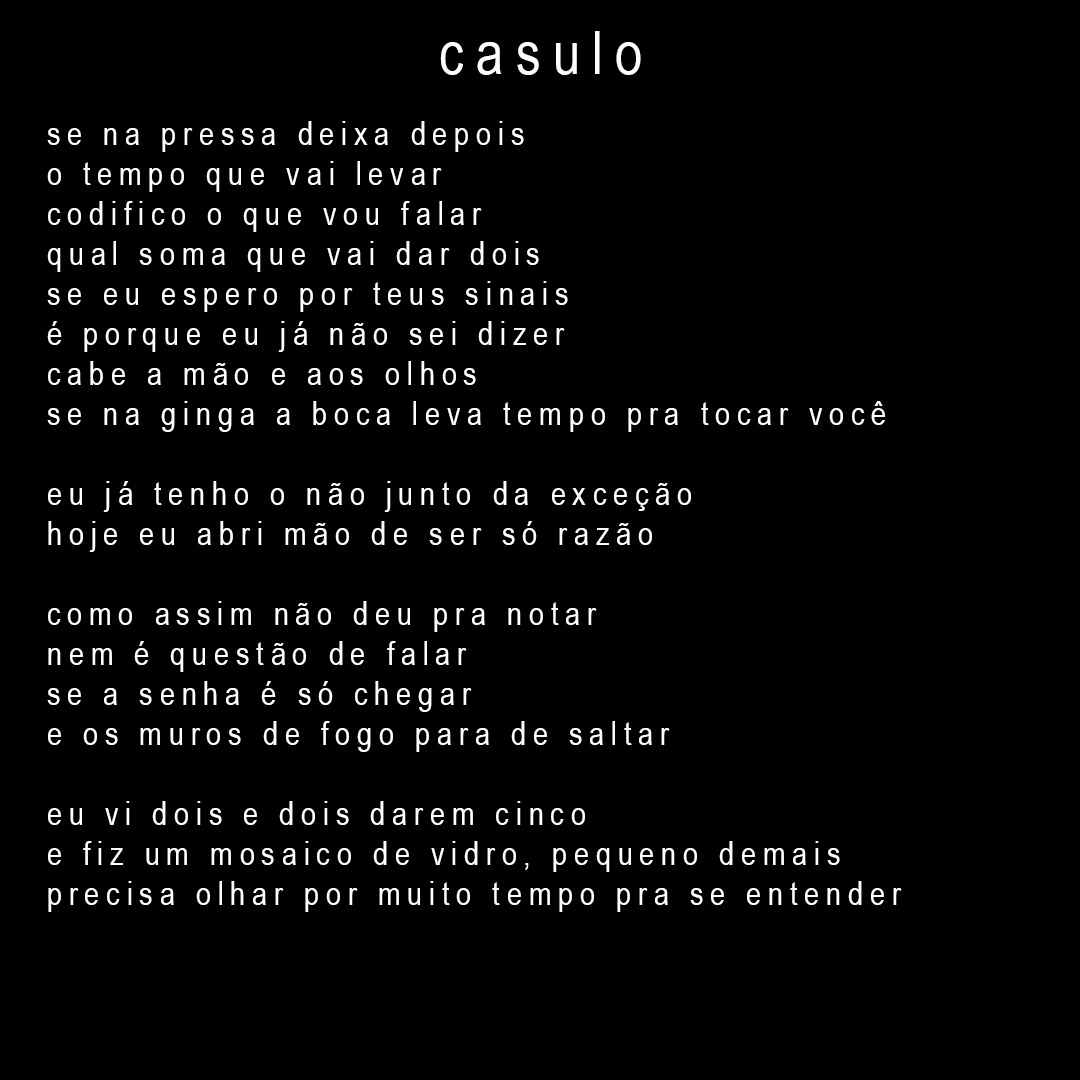 casulo
se na pressa deixa depois
o tempo que vai levar
codifico o que vou falar
qual soma que vai dar dois
se eu espero por teus sinais
é porque eu já não sei dizer
cabe a mão e aos olhos
se na ginga a boca leva tempo pra tocar você
eu já tenho o não junto da exceção
hoje eu abri mão de ser só razão
como assim não deu pra notar
nem é questão de falar
se a senha é só chegar
e os muros de fogo para de saltar
eu vi dois e dois darem cinco
e fiz um mosaico de vidro, pequeno demais
precisa olhar por muito tempo pra se entender